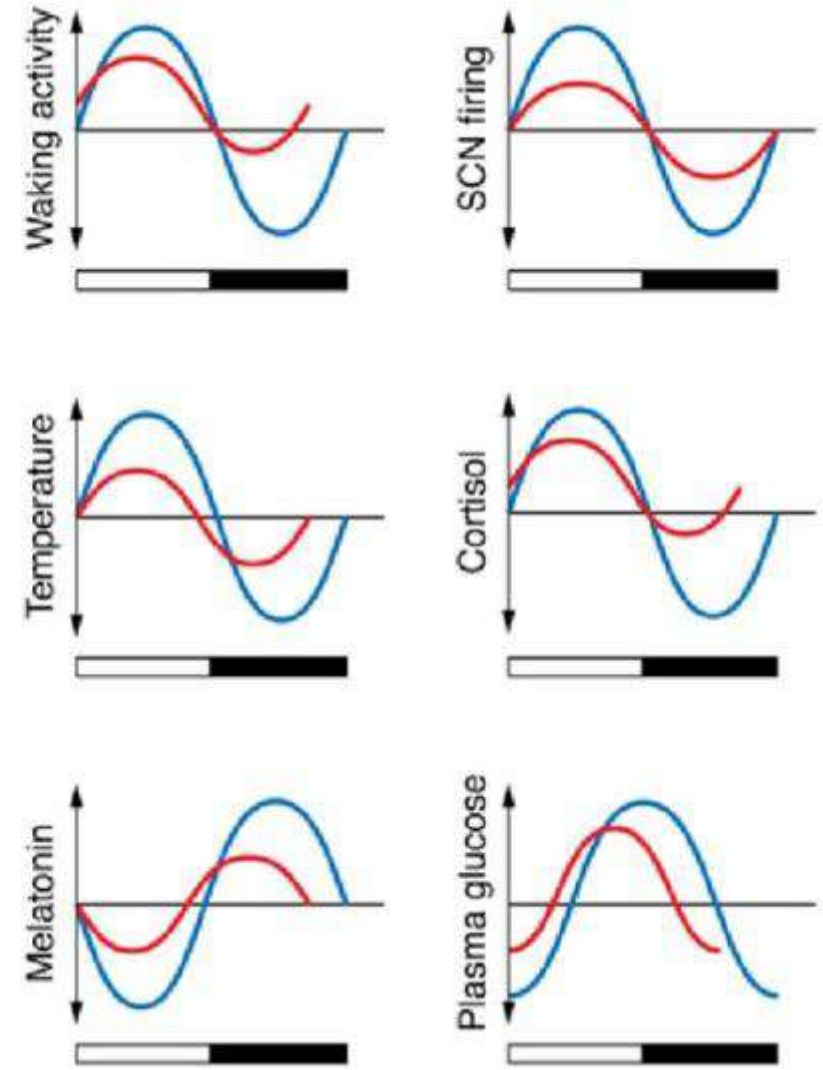 Waking activity
SCN firing
Temperature
Cortisol
Melatonin
Plasma glucose